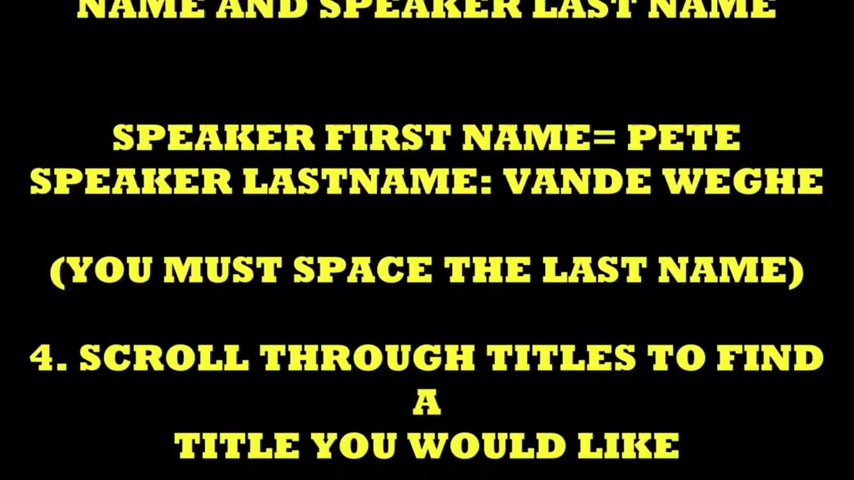 NAME AND SPEAKER LAST NAME
SPEAKER FIRST NAME= PETE
SPEAKER LASTNAME: VANDE WEGHE
(YOU MUST SPACE THE LAST NAME)
4. SCROLL THROUGH TITLES TO FIND
A
TITLE YOU WOULD LIKE